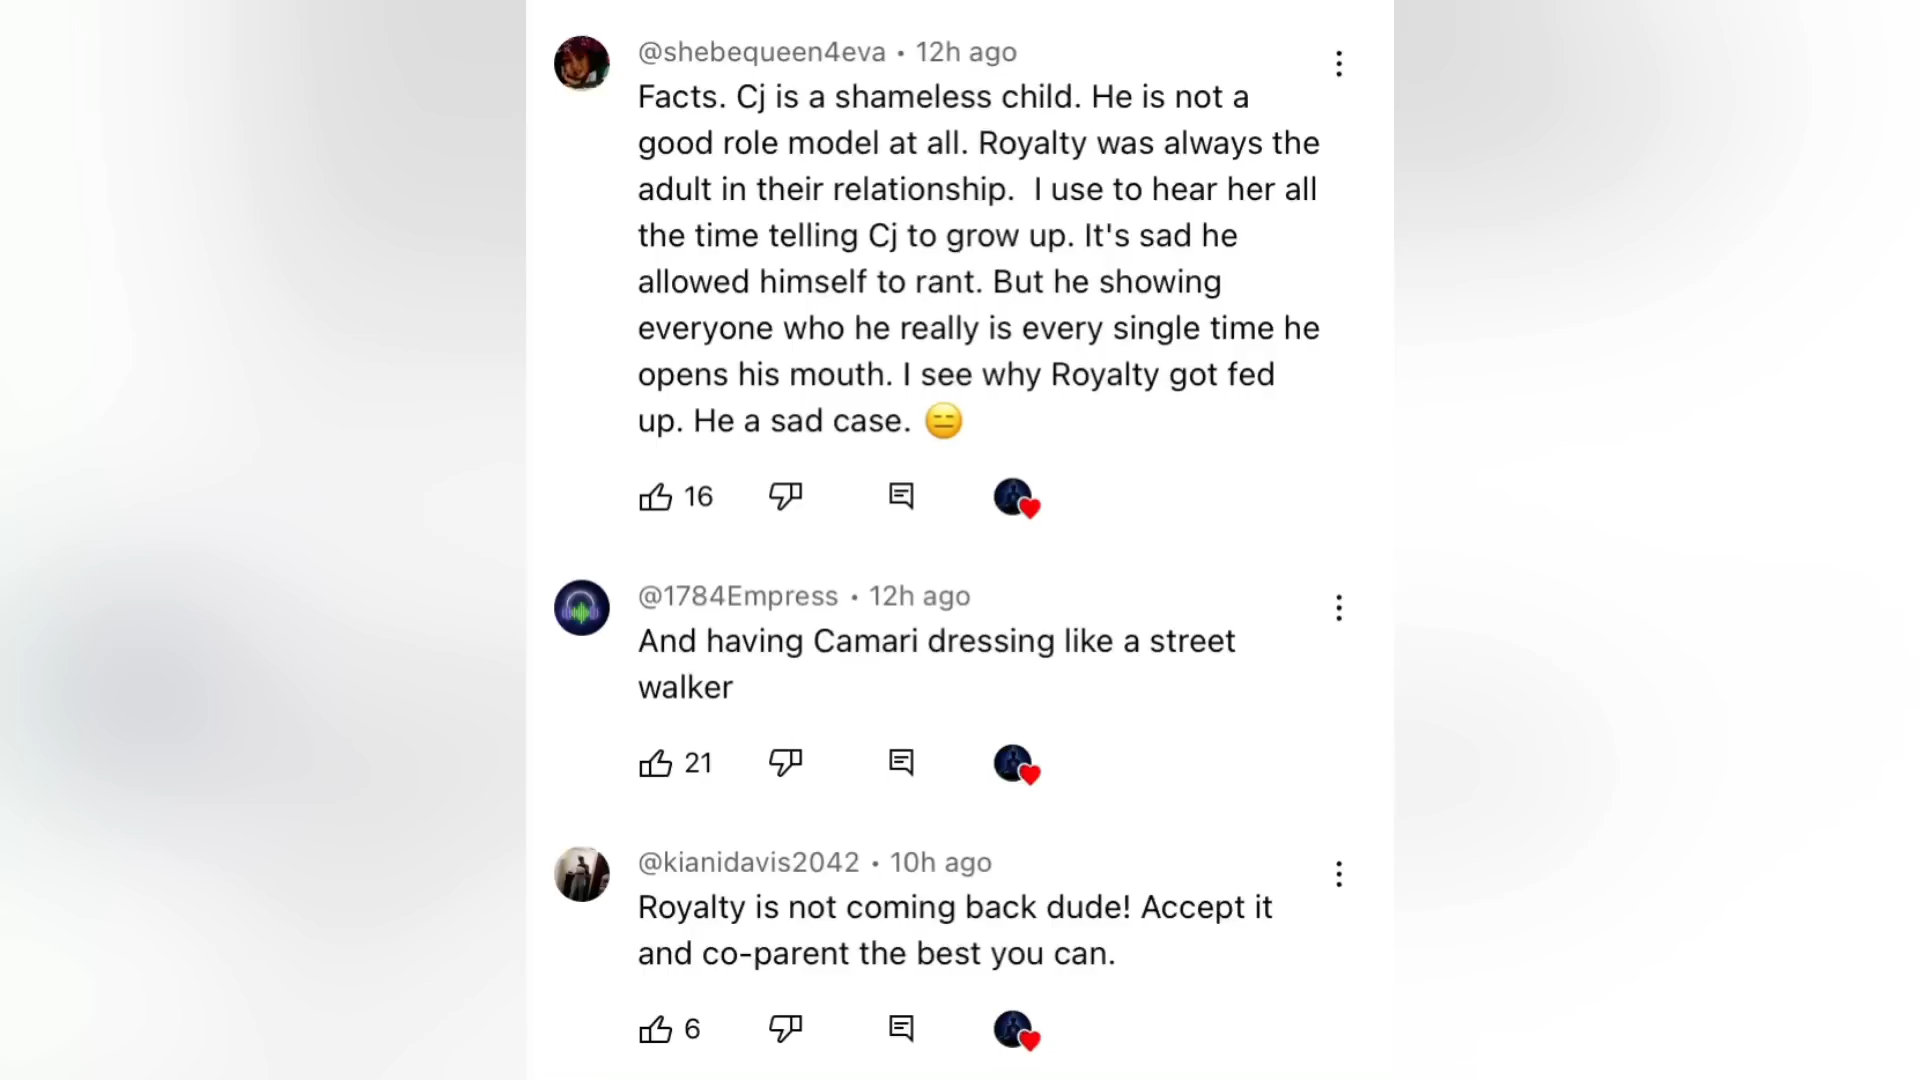 @shebequeen4eva • 12h ago
Facts. Cj is a shameless child. He is not a
good role model at all. Royalty was always the
adult in their relationship.  I use to hear her all
the time telling Cj to grow up. It's sad he
allowed himself to rant. But he showing
everyone who he really is every single time he
opens his mouth. I see why Royalty got fed
up. He a sad case. 😑
16
@1784Empress • 12h ago
And having Camari dressing like a street
walker
21
@kianidavis2042 • 10h ago
Royalty is not coming back dude! Accept it
and co-parent the best you can.
6